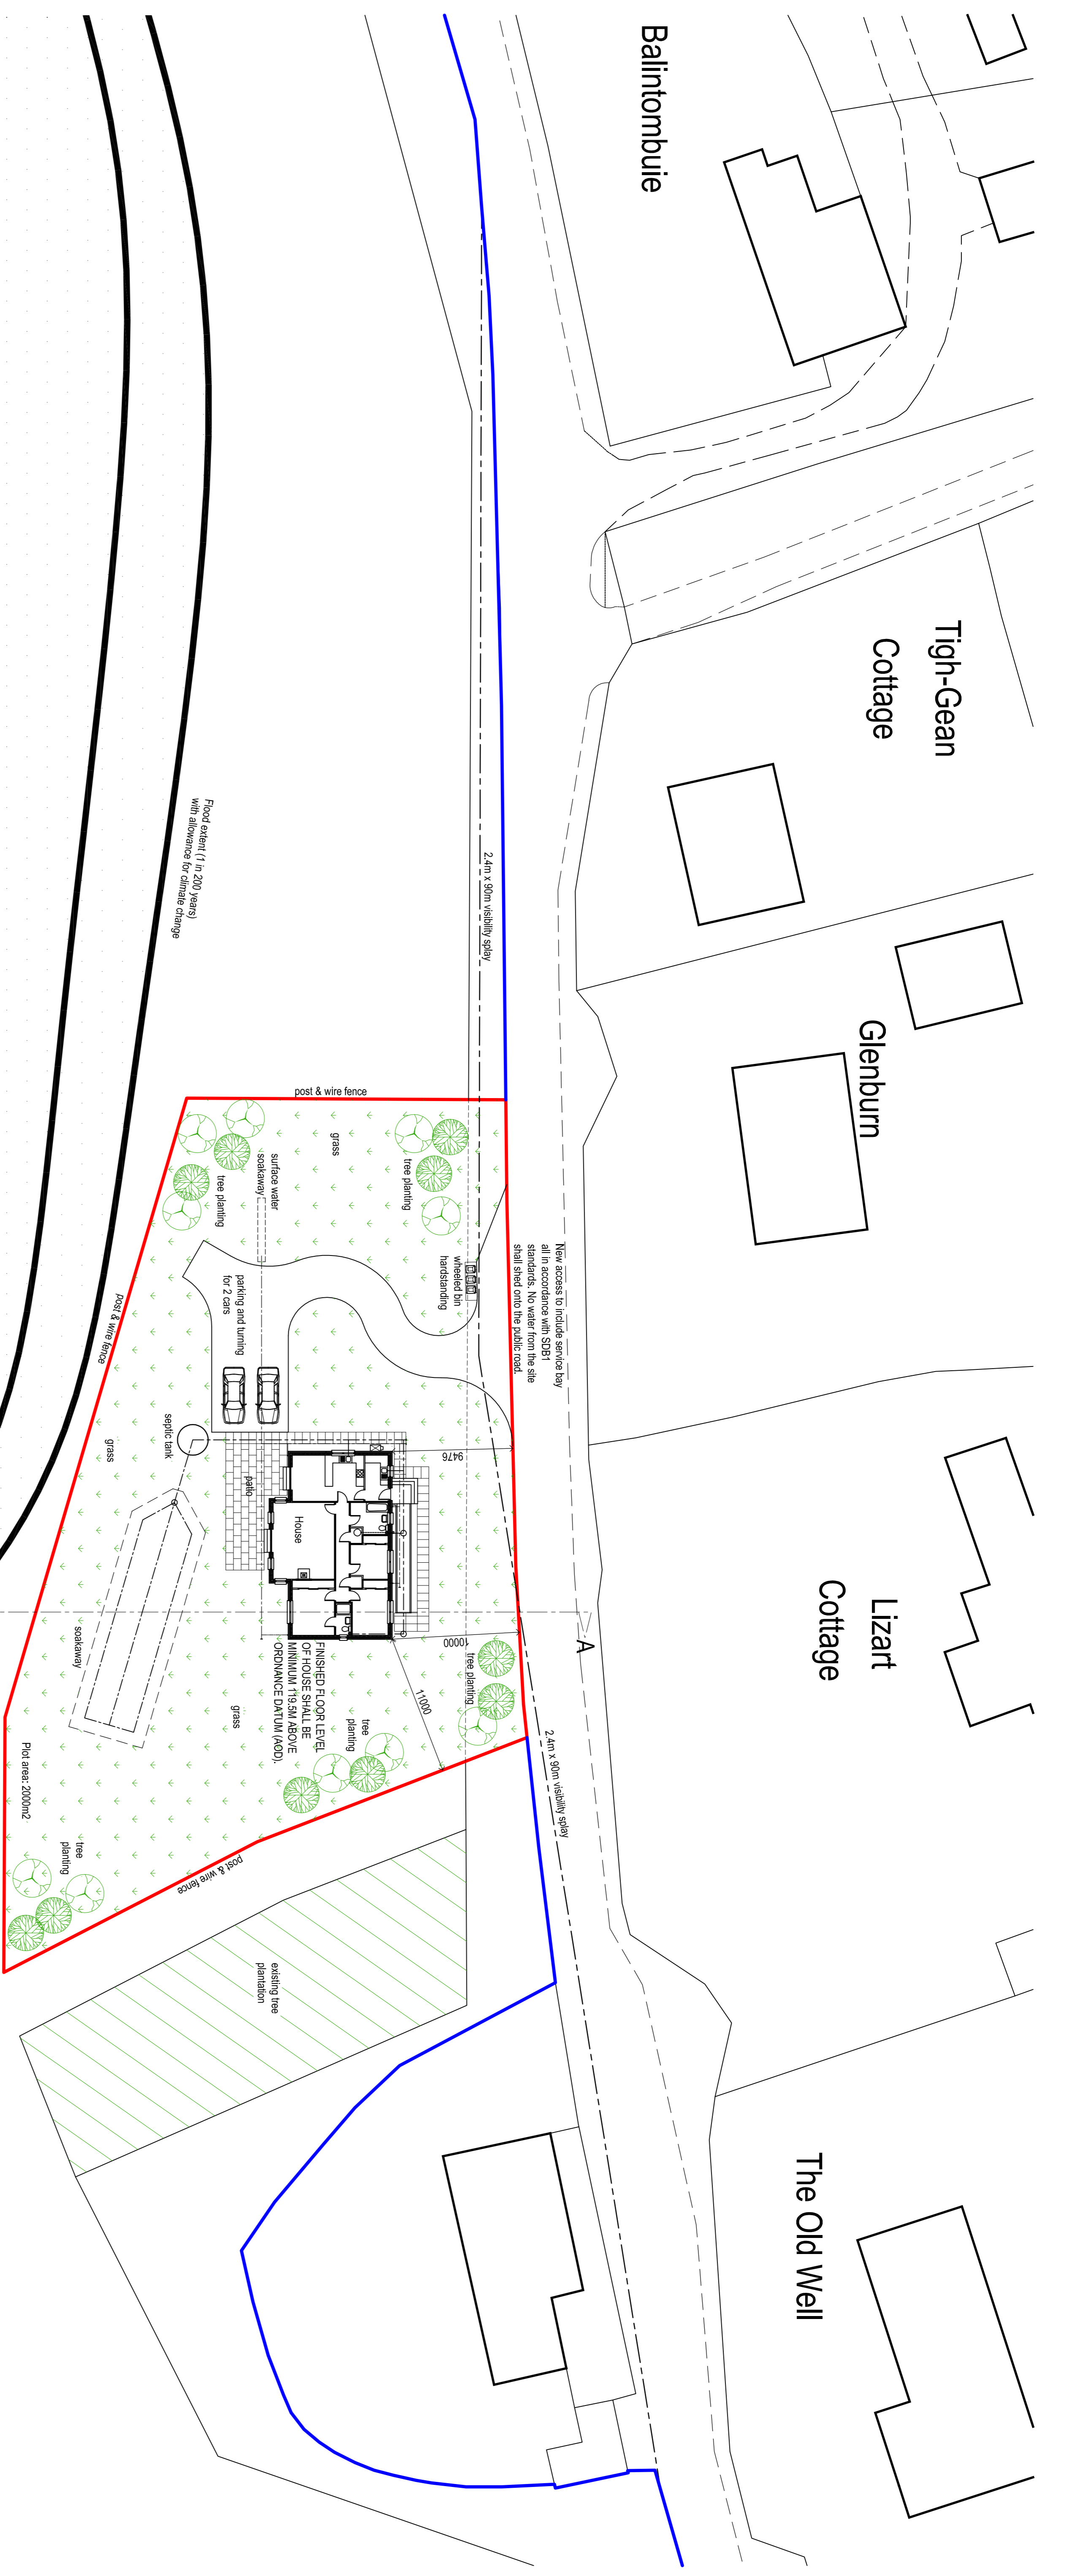 Balintombuie
Tigh-Gean
Cottage
Glenburn
Lizart
Cottage
The Old Well
Flood extent (1 in 200 years)
with allowance for climate change
2.4m x 90m visibility splay
post & wire fence
grass
tree planting
surface water
soakaway
tree planting
wheeled bin
hardstanding
New access to include service bay
all in accordance with SDB1
standards. No water from the site
shall shed onto the public road.
parking and turning
for 2 cars
post & wire fence
septic tank
grass
patio
House
9476
10000
11000
A
FINISHED FLOOR LEVEL
OF HOUSE SHALL BE
MINIMUM 119.5M ABOVE
ORDNANCE DATUM (AOD).
tree planting
tree
planting
grass
soakaway
Plot area: 2000m2
tree
planting
post & wire fence
2.4m x 90m visibility splay
existing tree
plantation